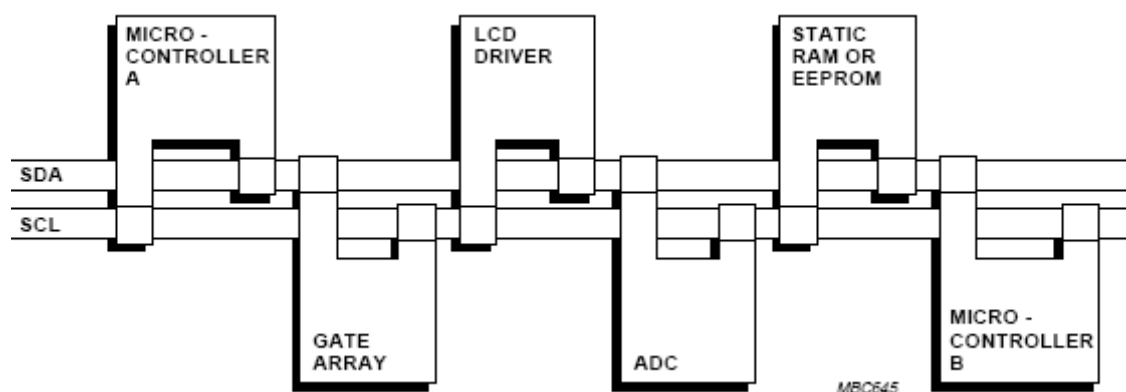 MICRO -
CONTROLLER
A
LCD
DRIVER
STATIC
RAM OR
EEPROM
SDA
SCL
GATE
ARRAY
ADC
MICRO -
CONTROLLER
B
MBC645